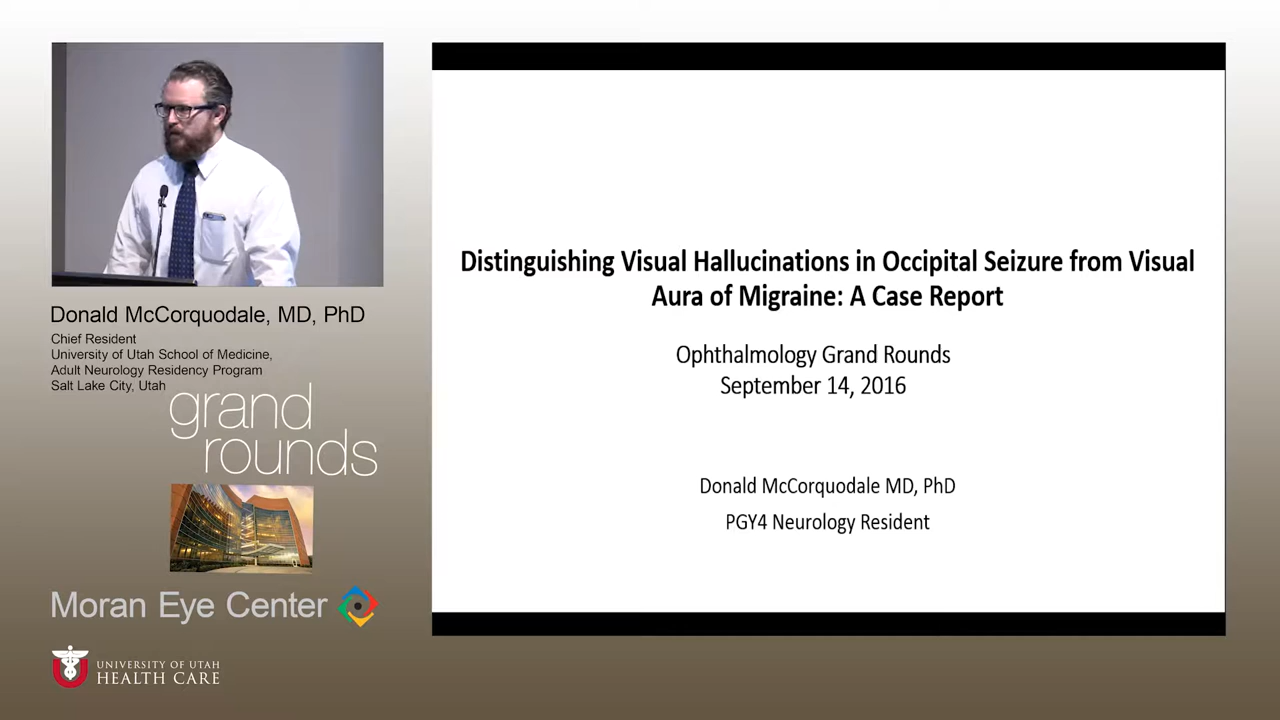 Donald McCorquodale, MD, PhD
Chief Resident
University of Utah School of Medicine,
Adult Neurology Residency Program
Salt Lake City, Utah
grand
rounds
Moran Eye Center
UNIVERSITY OF UTAH
HEALTH CARE
Distinguishing Visual Hallucinations in Occipital Seizure from Visual
Aura of Migraine: A Case Report
Ophthalmology Grand Rounds
September 14, 2016
Donald McCorquodale MD, PhD
PGY4 Neurology Resident